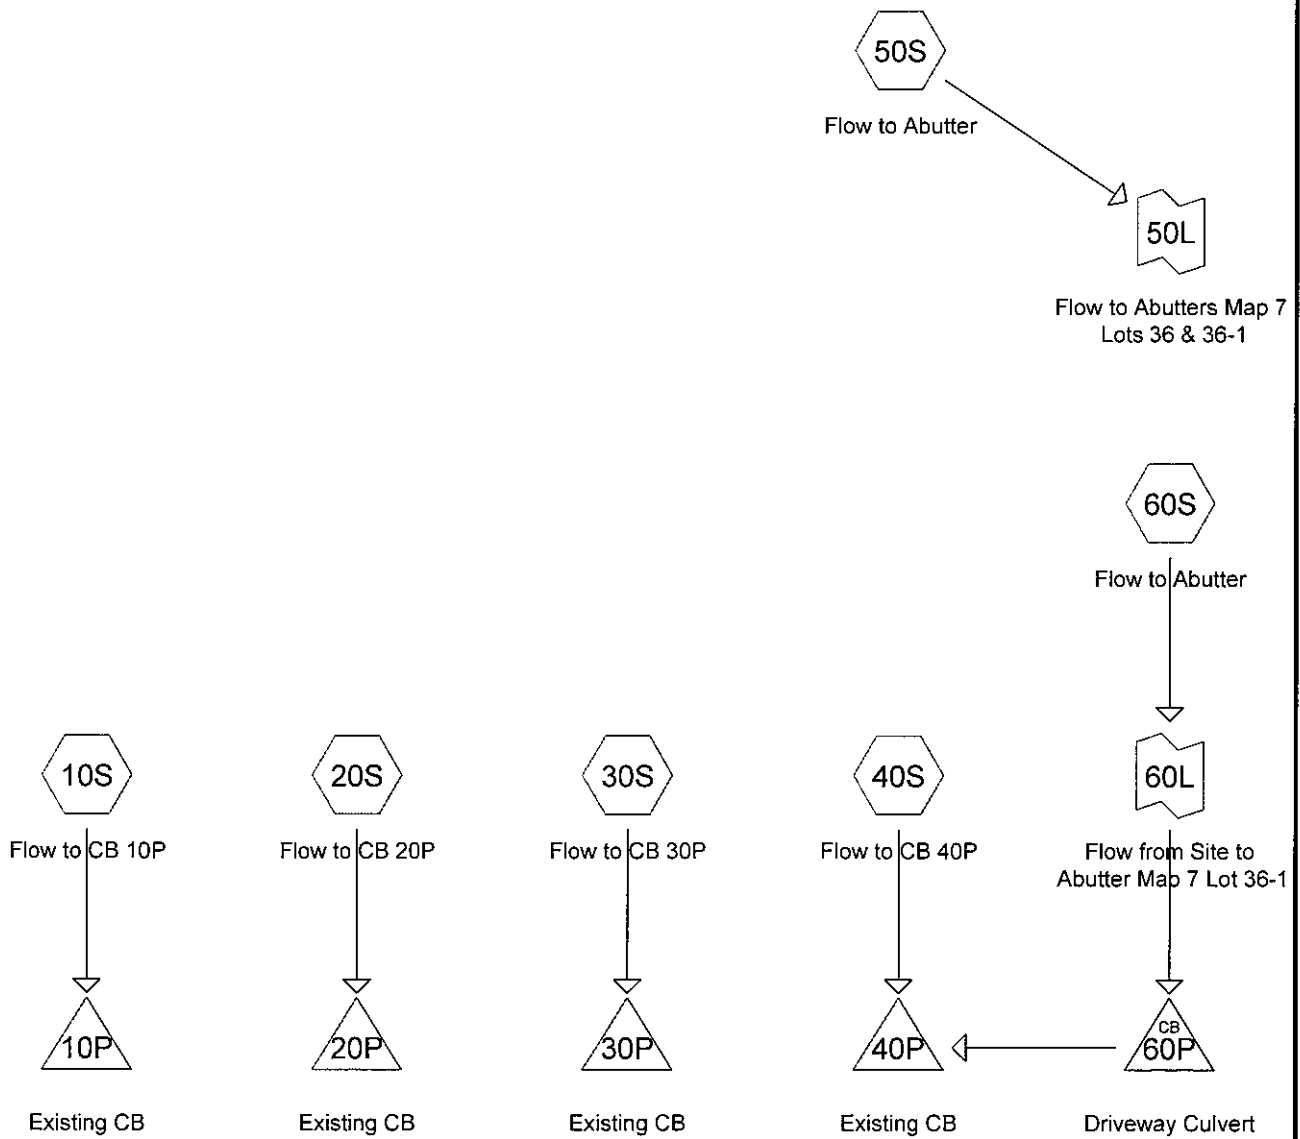 50S
Flow to Abutter
50L
Flow to Abutters Map 7
Lots 36 & 36-1
60S
Flow to Abutter
10S
20S
30S
40S
60L
Flow to CB 10P
Flow to CB 20P
Flow to CB 30P
Flow to CB 40P
Flow from Site to
Abutter Map 7 Lot 36-1
10P
20P
30P
40P
CB
60P
Existing CB
Existing CB
Existing CB
Existing CB
Driveway Culvert